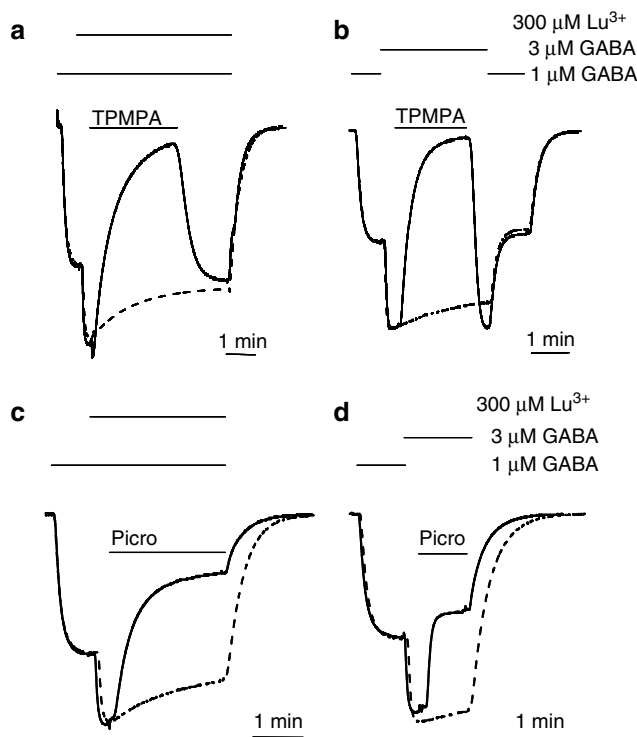 a
b
300 μM Lu³⁺
3 μM GABA
1 μM GABA
TPMPA
TPMPA
1 min
1 min
c
d
300 μM Lu³⁺
3 μM GABA
1 μM GABA
Picro
Picro
1 min
1 min